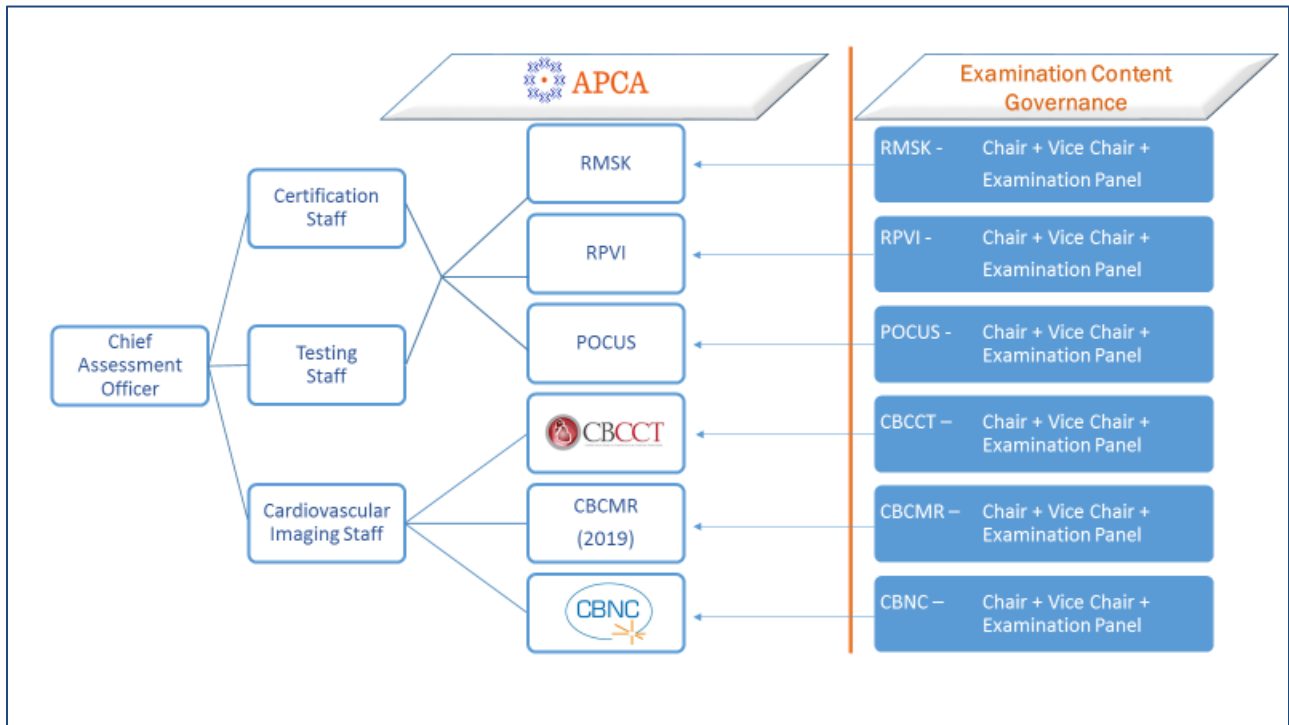 APCA
Examination Content
Governance
Chief
Assessment
Officer
Certification
Staff
Testing
Staff
Cardiovascular
Imaging Staff
RMSK
RPVI
POCUS
CBCCT
CBCMR
(2019)
CBNC
RMSK - Chair + Vice Chair +
Examination Panel
RPVI - Chair + Vice Chair +
Examination Panel
POCUS - Chair + Vice Chair +
Examination Panel
CBCCT – Chair + Vice Chair +
Examination Panel
CBCMR – Chair + Vice Chair +
Examination Panel
CBNC – Chair + Vice Chair +
Examination Panel